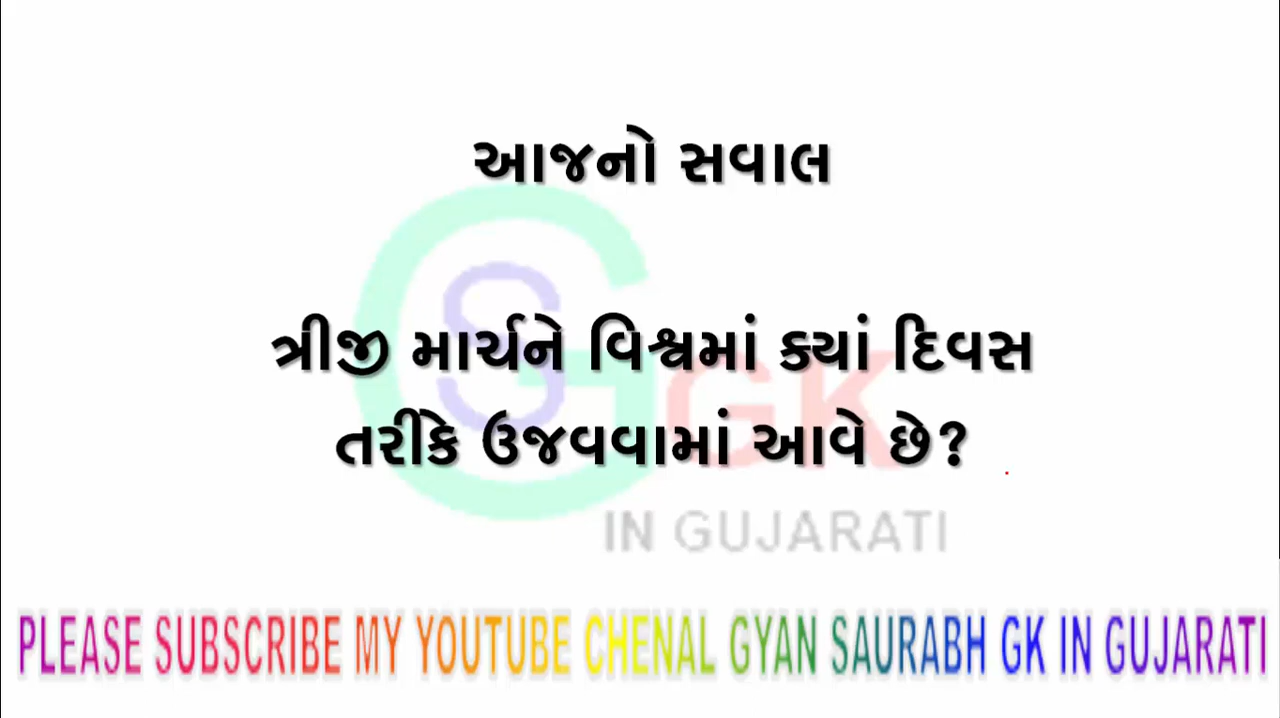 આજનો સવાલ
ત્રીજી માર્ચને વિશ્વમાં ક્યાં દિવસ
તરીકે ઉજવવામાં આવે છે?
GSGK
IN GUJARATI
PLEASE SUBSCRIBE MY YOUTUBE CHENAL GYAN SAURABH GK IN GUJARATI